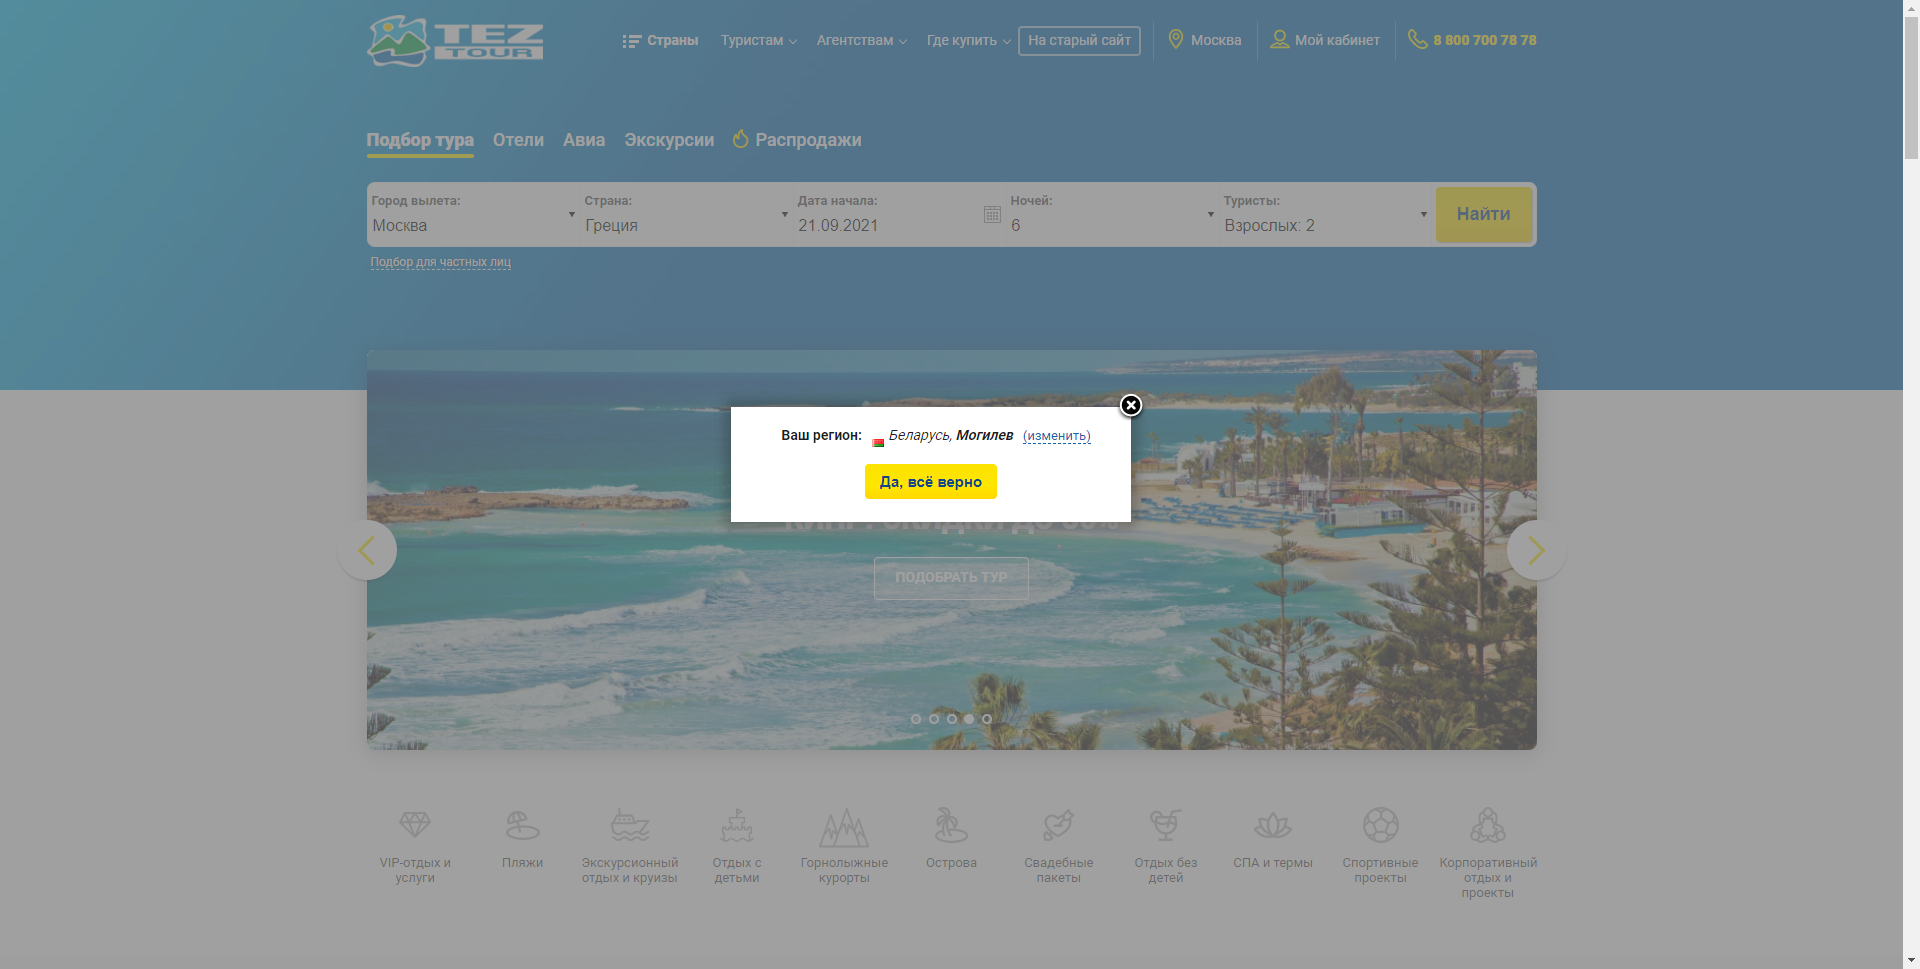 TEZ
TOUR
Страны
Туристам
Агентствам
Где купить
На старый сайт
Москва
Мой кабинет
8 800 700 78 78
Подбор тура
Отели
Авиа
Экскурсии
Распродажи
Город вылета:
Москва
Страна:
Греция
Дата начала:
21.09.2021
Ночей:
6
Туристы:
Взрослых: 2
Найти
Подбор для частных лиц
Ваш регион: Беларусь, Могилев (изменить)
Да, всё верно
ПОДОБРАТЬ ТУР
VIP-отдых и
услуги
Пляжи
Экскурсионный
отдых и круизы
Отдых с
детьми
Горнолыжные
курорты
Острова
Свадебные
пакеты
Отдых без
детей
СПА и термы
Спортивные
проекты
Корпоративный
отдых и
проекты